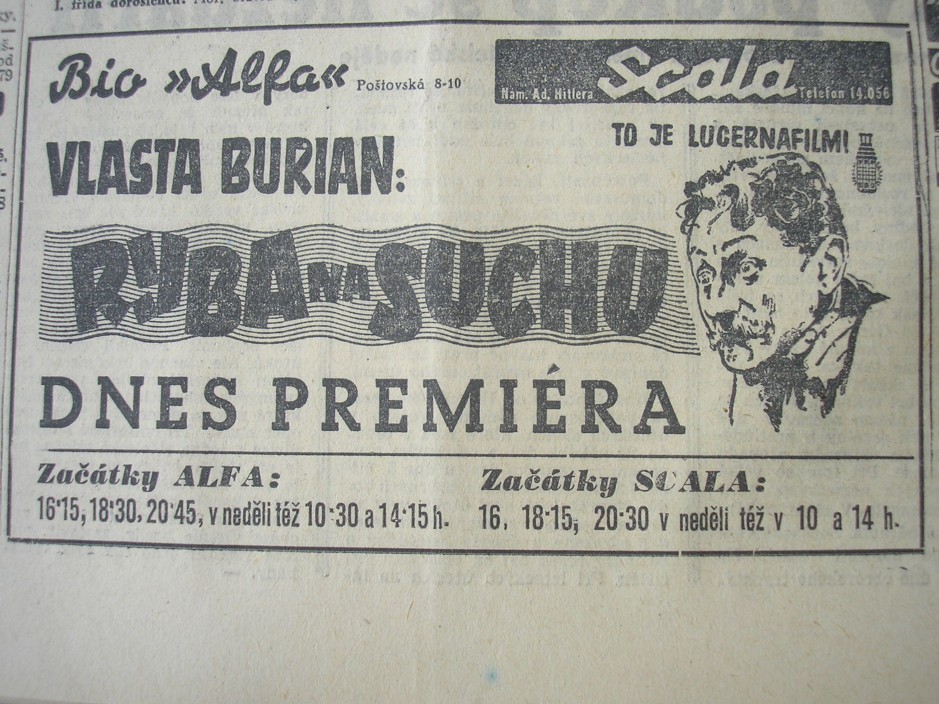 Bio »Alfa« Poštovská 8-10
Scala
Nám. Ad. Hitlera Telefon 14.056
TO JE LUCERNAFILM!
VLASTA BURIAN:
RYBA NA SUCHU
DNES PREMIÉRA
Začátky ALFA:
16·15, 18·30, 20·45, v neděli též 10·30 a 14·15 h.
Začátky SCALA:
16, 18·15, 20·30 v neděli též v 10 a 14 h.